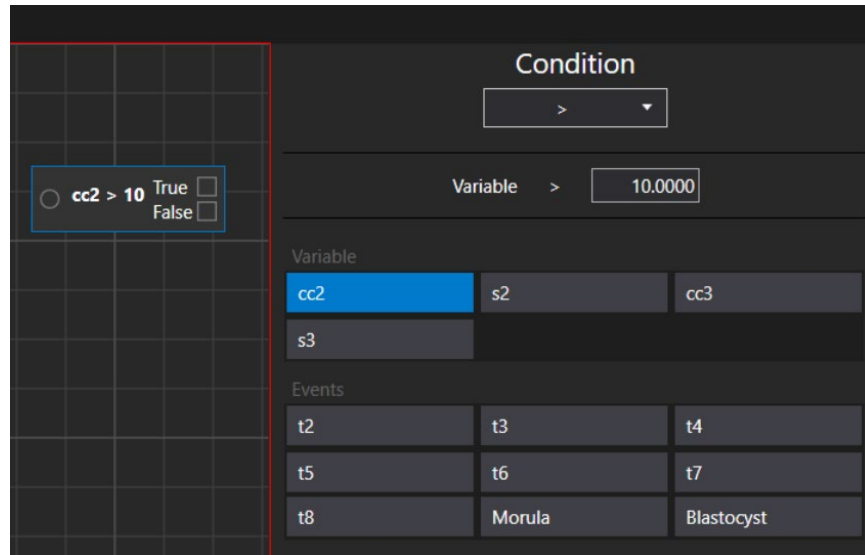 Condition
>
cc2 > 10 True
False
Variable > 10.0000
Variable
cc2 s2 cc3
s3
Events
t2 t3 t4
t5 t6 t7
t8 Morula Blastocyst